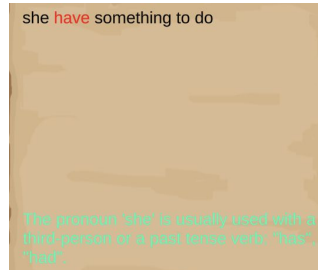 she have something to do
The pronoun 'she' is usually used with a
third-person or a past tense verb: "has",
"had"